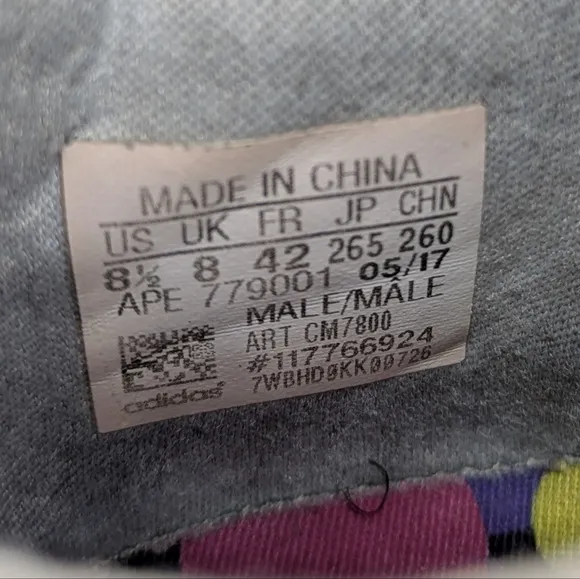 MADE IN CHINA
US UK FR JP CHN
8½ 8 42 265 260
APE 779001 05/17
MALE/MÂLE
ART CM7800
#117766924
7WBHD9KK09726
adidas